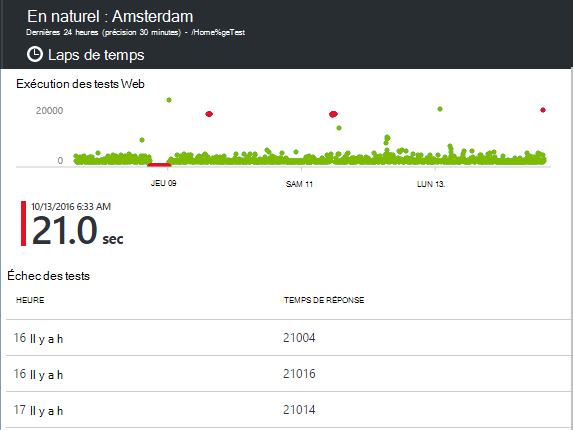 En naturel : Amsterdam
Dernières 24 heures (précision 30 minutes) - /Home%geTest
Laps de temps
Exécution des tests Web
20000
0
JEU 09
SAM 11
LUN 13.
10/13/2016 6:33 AM
21.0 sec
Échec des tests
HEURE TEMPS DE RÉPONSE
16 Il y a h 21004
16 Il y a h 21016
17 Il y a h 21014